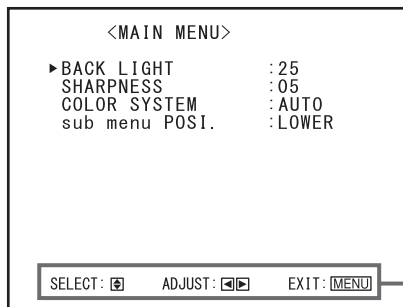 <MAIN MENU>
▶BACK LIGHT :25
SHARPNESS :05
COLOR SYSTEM :AUTO
sub menu POSI. :LOWER
SELECT: ADJUST: ◀▶ EXIT: MENU